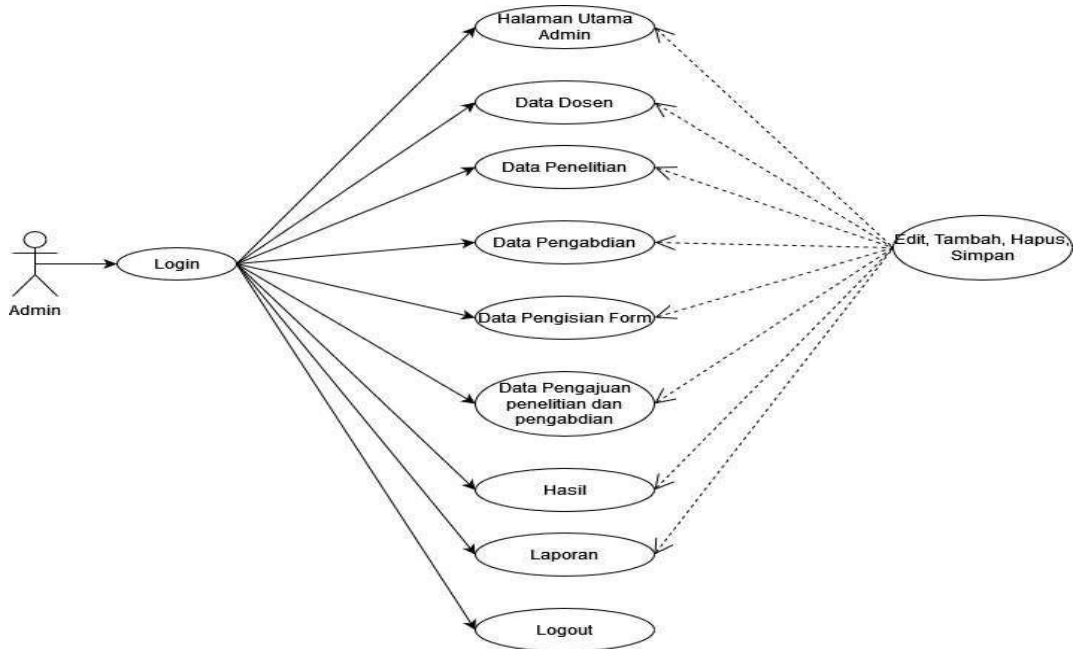 Halaman Utama
Admin
Data Dosen
Data Penelitian
Data Pengabdian
Edit, Tambah, Hapus,
Simpan
Login
Admin
Data Pengisian Form
Data Pengajuan
penelitian dan
pengabdian
Hasil
Laporan
Logout